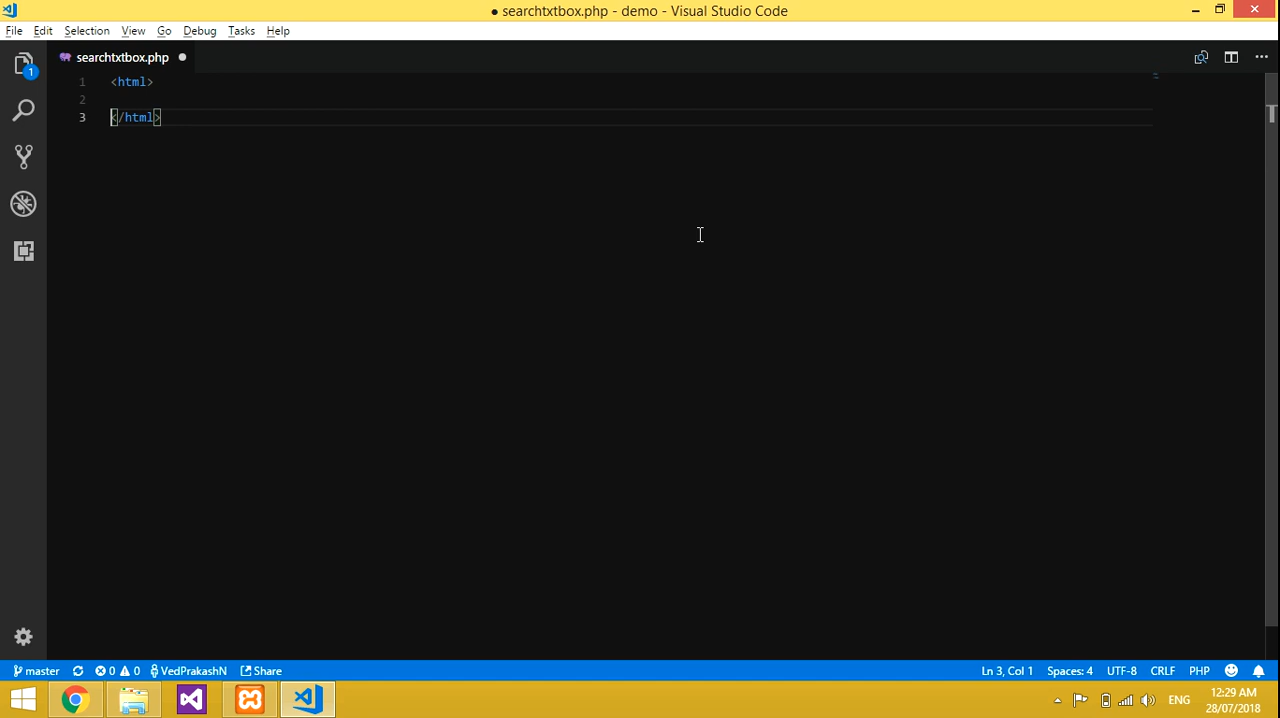 ● searchtxtbox.php - demo - Visual Studio Code
File Edit Selection View Go Debug Tasks Help
1
searchtxtbox.php
1 <html>
2
3 </html>
master 0 0 VedPrakashN Share Ln 3, Col 1 Spaces: 4 UTF-8 CRLF PHP
ENG 12:29 AM
28/07/2018